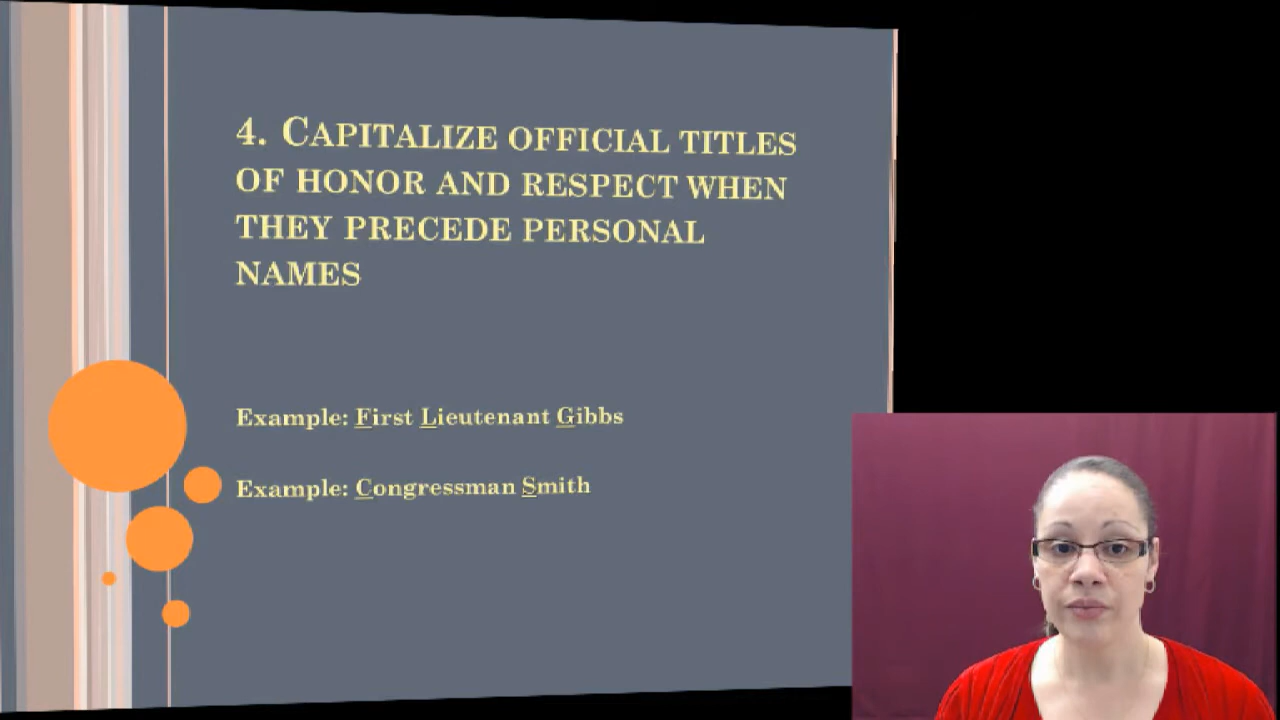 4. Capitalize official titles
of honor and respect when
they precede personal
names
Example: First Lieutenant Gibbs
Example: Congressman Smith